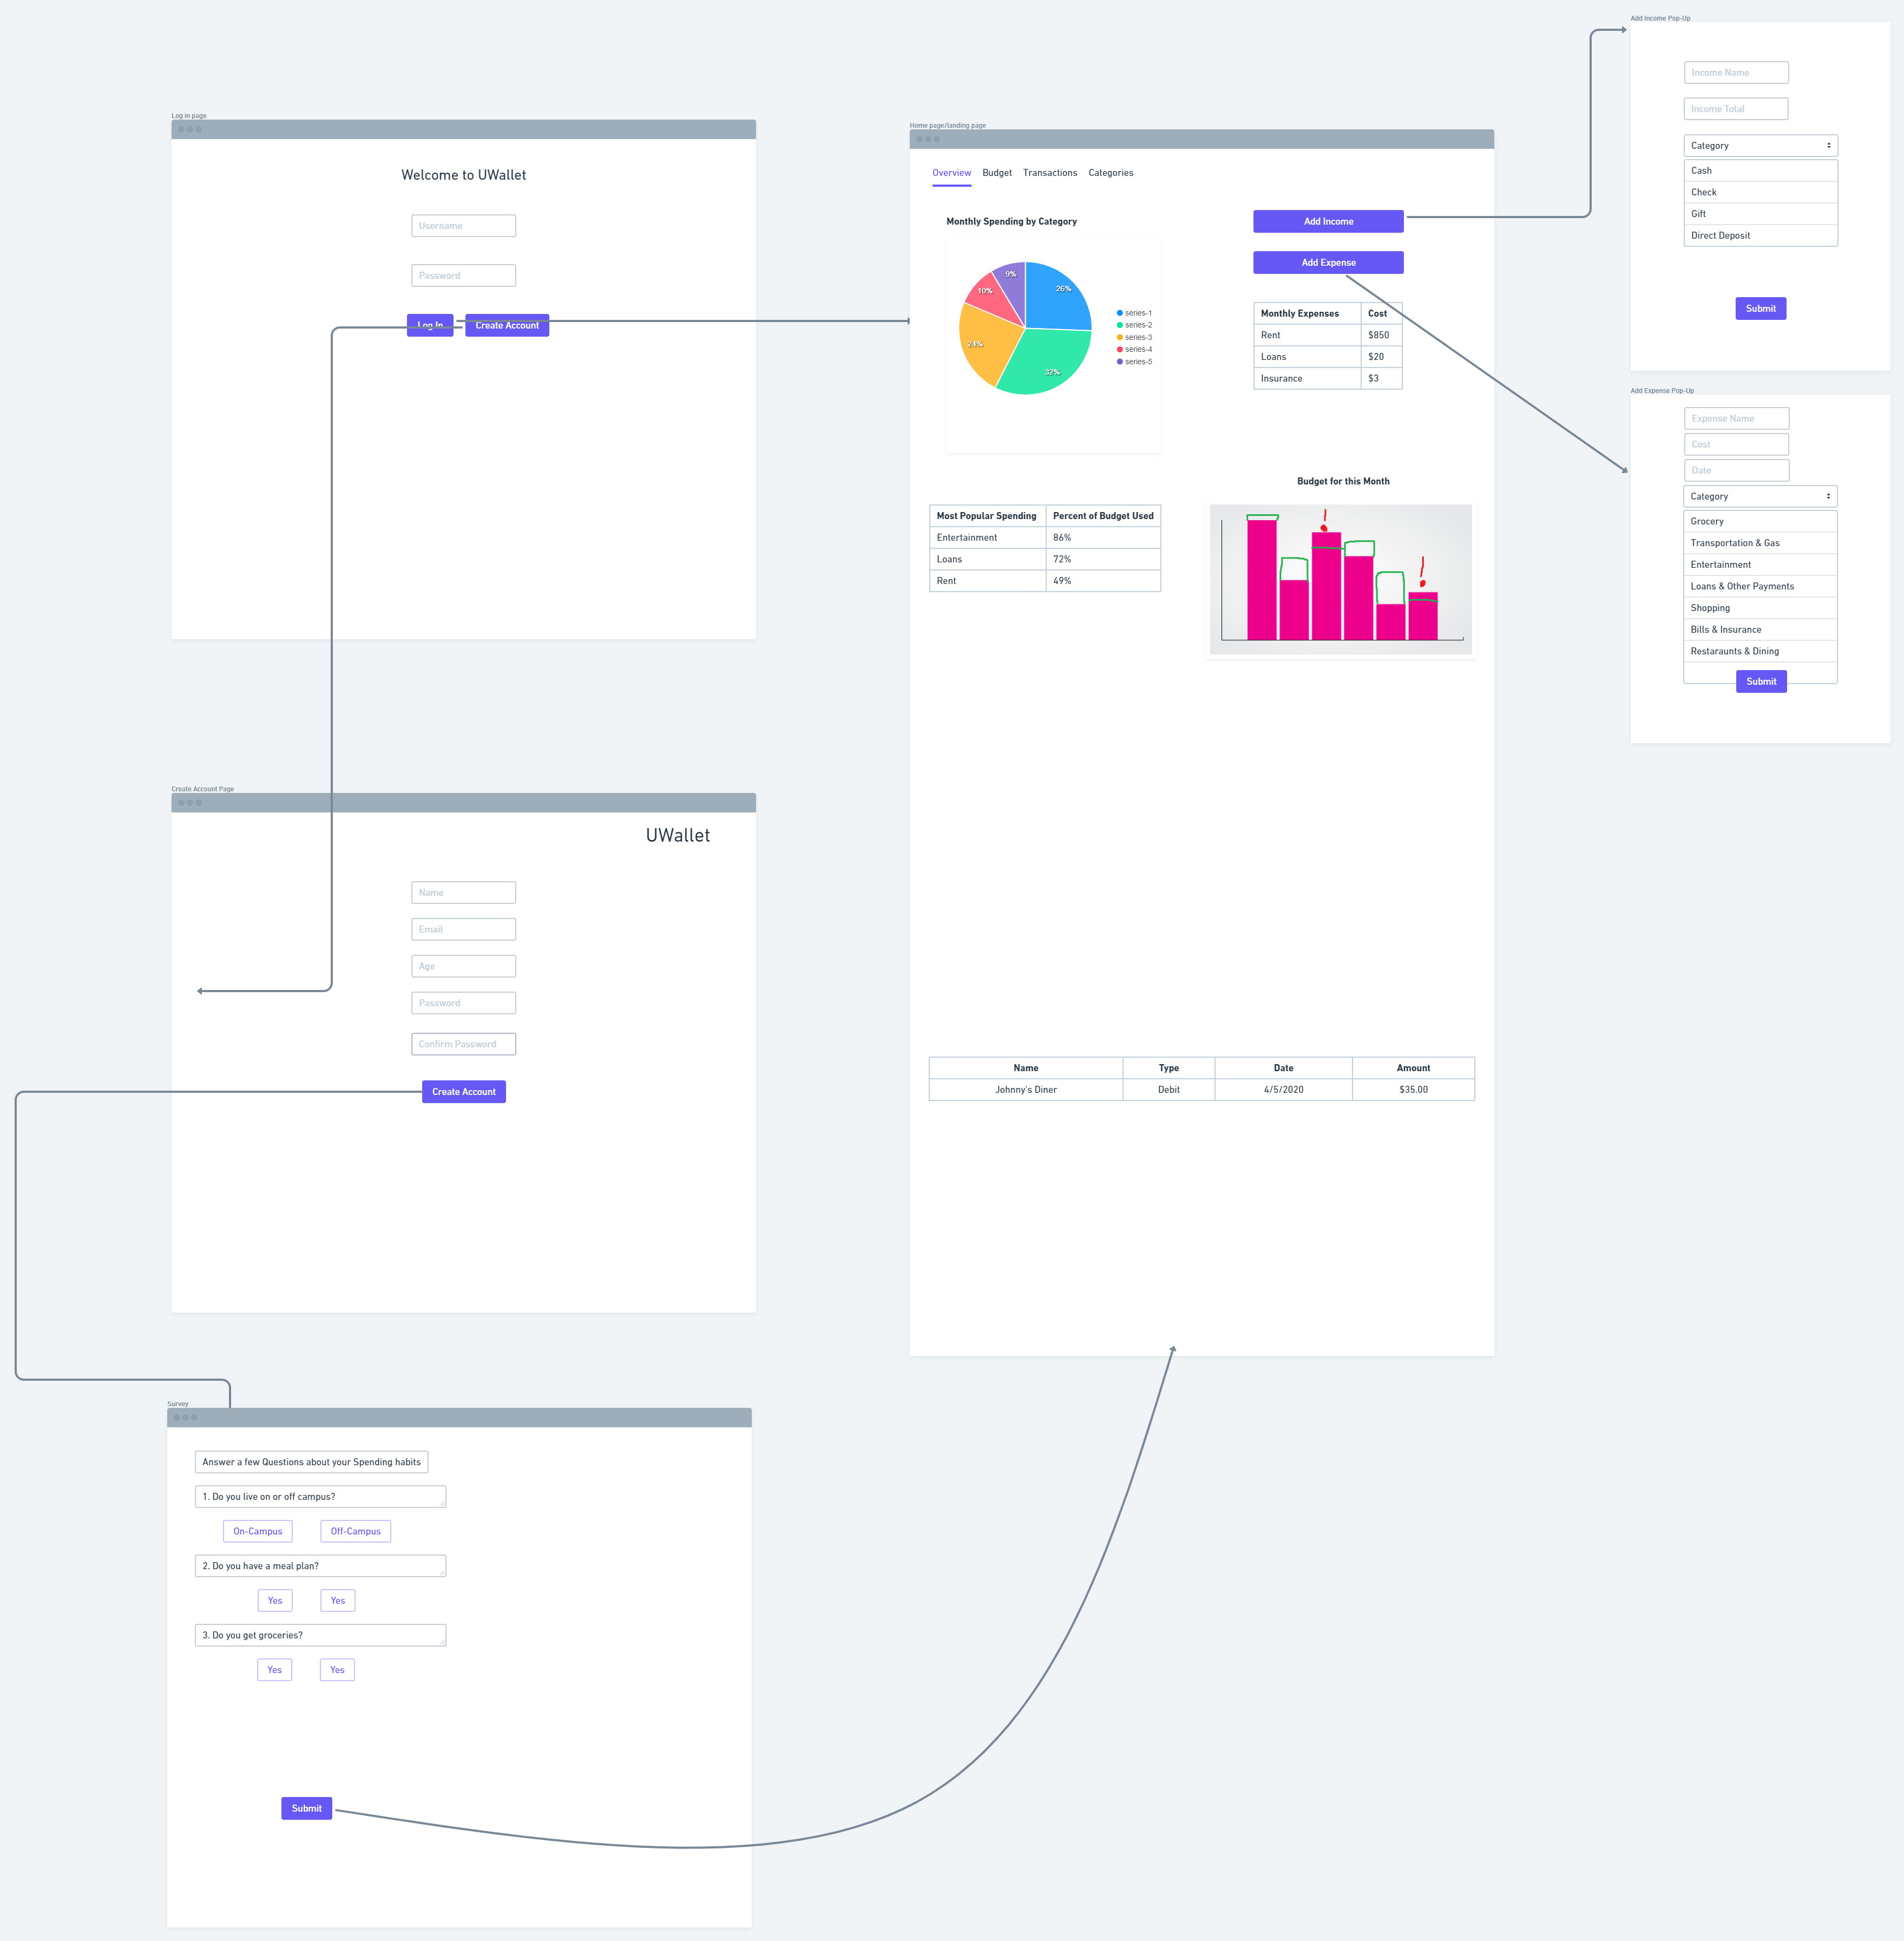 Log in page
Welcome to UWallet
Username
Password
Log In
Create Account
Create Account Page
UWallet
Name
Email
Age
Password
Confirm Password
Create Account
Survey
Answer a few Questions about your Spending habits
1. Do you live on or off campus?
On-Campus Off-Campus
2. Do you have a meal plan?
Yes Yes
3. Do you get groceries?
Yes Yes
Submit
Home page/landing page
Overview Budget Transactions Categories
Monthly Spending by Category
9%
26%
10%
24%
32%
series-1
series-2
series-3
series-4
series-5
Add Income
Add Expense
Monthly Expenses Cost
Rent $850
Loans $20
Insurance $3
Most Popular Spending Percent of Budget Used
Entertainment 86%
Loans 72%
Rent 49%
Budget for this Month
! !
Name Type Date Amount
Johnny's Diner Debit 4/5/2020 $35.00
Add Income Pop-Up
Income Name
Income Total
Category
Cash
Check
Gift
Direct Deposit
Submit
Add Expense Pop-Up
Expense Name
Cost
Date
Category
Grocery
Transportation & Gas
Entertainment
Loans & Other Payments
Shopping
Bills & Insurance
Restaraunts & Dining
Submit